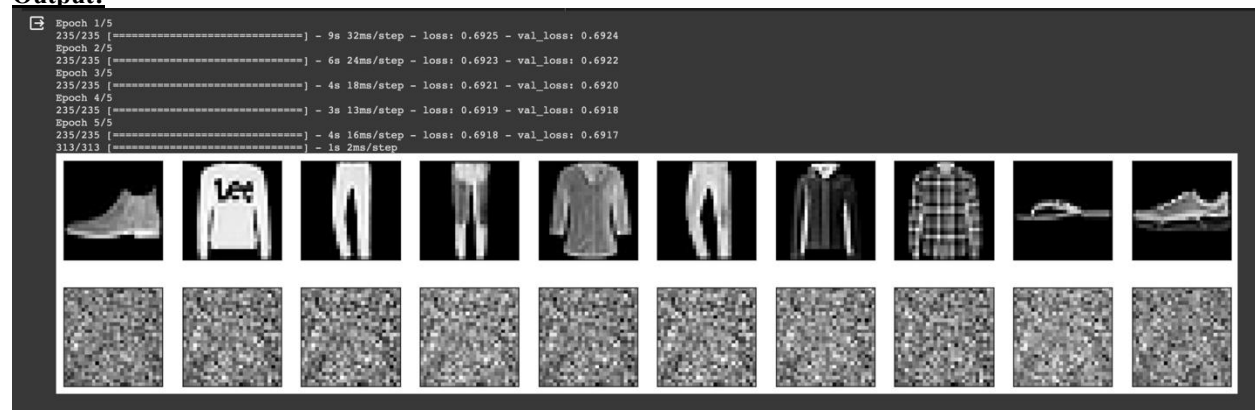 Output:
Epoch 1/5
235/235 [==============================] - 9s 32ms/step - loss: 0.6925 - val_loss: 0.6924
Epoch 2/5
235/235 [==============================] - 6s 24ms/step - loss: 0.6923 - val_loss: 0.6922
Epoch 3/5
235/235 [==============================] - 4s 18ms/step - loss: 0.6921 - val_loss: 0.6920
Epoch 4/5
235/235 [==============================] - 3s 13ms/step - loss: 0.6919 - val_loss: 0.6918
Epoch 5/5
235/235 [==============================] - 4s 16ms/step - loss: 0.6918 - val_loss: 0.6917
313/313 [==============================] - 1s 2ms/step
Lee